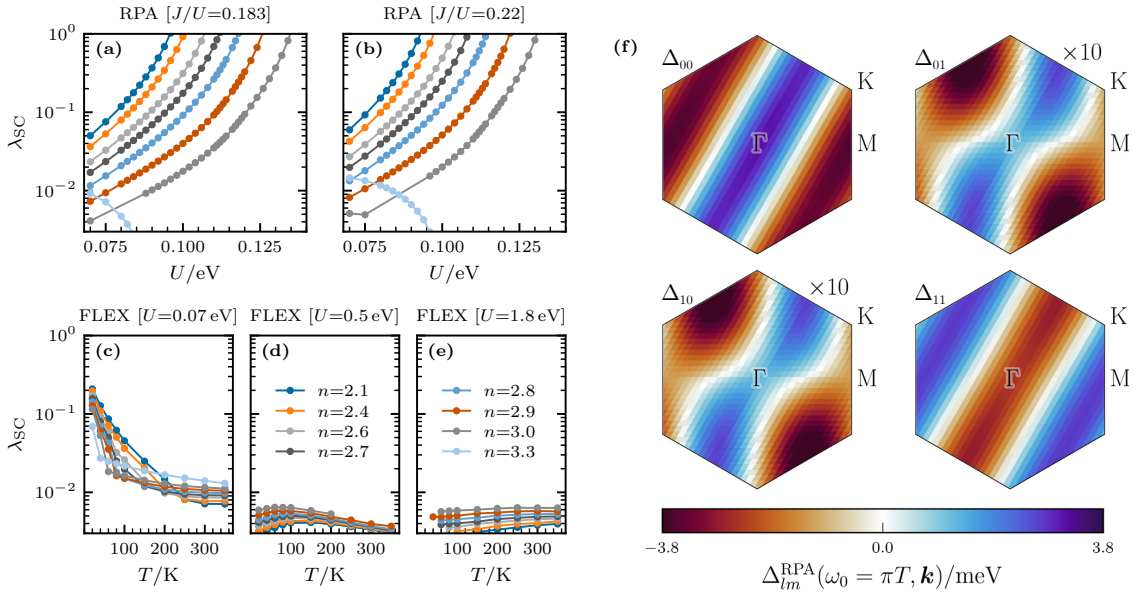 RPA [J/U=0.183]
RPA [J/U=0.22]
(a)
(b)
10⁰
10⁻¹
10⁻²
λSC
0.075
0.100
0.125
0.075
0.100
0.125
U/eV
U/eV
FLEX [U=0.07 eV]
FLEX [U=0.5 eV]
FLEX [U=1.8 eV]
(c)
(d)
(e)
10⁰
10⁻¹
10⁻²
λSC
n=2.1
n=2.4
n=2.6
n=2.7
n=2.8
n=2.9
n=3.0
n=3.3
100
200
300
100
200
300
100
200
300
T/K
T/K
T/K
(f)
Δ₀₀
K
Γ
M
Δ₀₁
×10
K
Γ
M
Δ₁₀
×10
K
Γ
M
Δ₁₁
K
Γ
M
−3.8
0.0
3.8
Δ^RPA_lm(ω₀ = πT, k)/meV